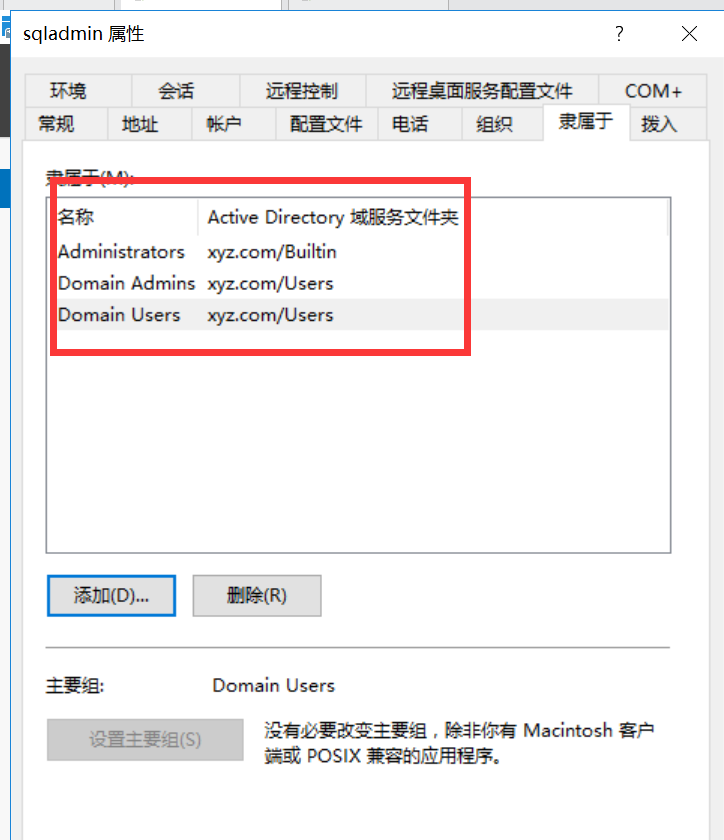 sqladmin 属性
?
环境 会话 远程控制 远程桌面服务配置文件 COM+
常规 地址 帐户 配置文件 电话 组织 隶属于 拨入
隶属于(M):
名称 Active Directory 域服务文件夹
Administrators xyz.com/Builtin
Domain Admins xyz.com/Users
Domain Users xyz.com/Users
添加(D)... 删除(R)
主要组: Domain Users
设置主要组(S)
没有必要改变主要组，除非你有 Macintosh 客户
端或 POSIX 兼容的应用程序。